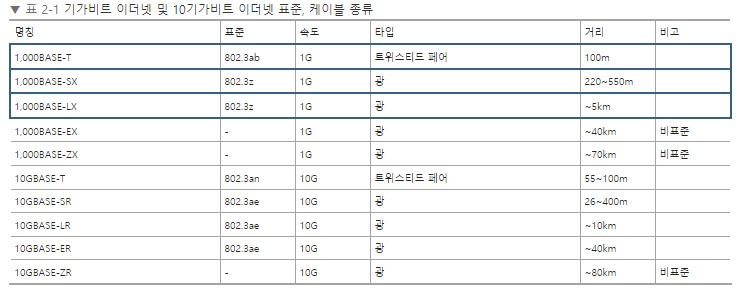 ▼ 표 2-1 기가비트 이더넷 및 10기가비트 이더넷 표준, 케이블 종류
명칭 표준 속도 타입 거리 비고
1,000BASE-T 802.3ab 1G 트위스티드 페어 100m
1,000BASE-SX 802.3z 1G 광 220~550m
1,000BASE-LX 802.3z 1G 광 ~5km
1,000BASE-EX - 1G 광 ~40km 비표준
1,000BASE-ZX - 1G 광 ~70km 비표준
10GBASE-T 802.3an 10G 트위스티드 페어 55~100m
10GBASE-SR 802.3ae 10G 광 26~400m
10GBASE-LR 802.3ae 10G 광 ~10km
10GBASE-ER 802.3ae 10G 광 ~40km
10GBASE-ZR - 10G 광 ~80km 비표준